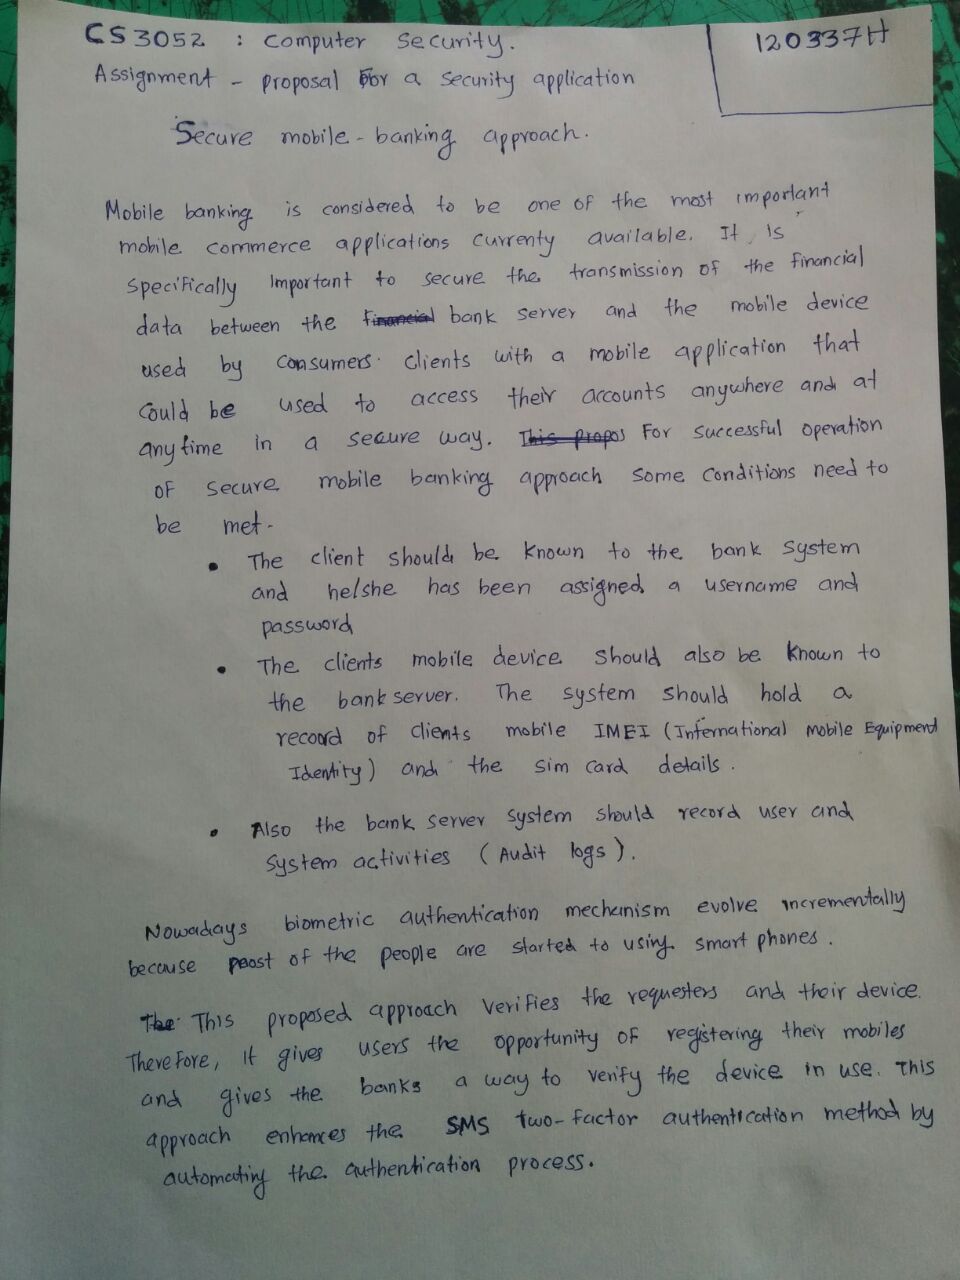 CS3052 : Computer Security.
120337H
Assignment - proposal for a security application
Secure mobile-banking approach.
Mobile banking is considered to be one of the most important
mobile commerce applications currenty available. It is
specifically important to secure the transmission of the financial
data between the financial bank server and the mobile device
used by consumers. clients with a mobile application that
could be used to access their accounts anywhere and at
anytime in a secure way. This propos For successful operation
of secure mobile banking approach some conditions need to
be met-
• The client should be known to the bank system
and he/she has been assigned a username and
password
• The clients mobile device should also be known to
the bank server. The system should hold a
record of clients mobile IMEI (International mobile Equipment
Identity) and the sim card details.
• Also the bank server system should record user and
system activities (Audit logs).
Nowadays biometric authentication mechanism evolve incrementally
because most of the people are started to using smart phones.
The This proposed approach verifies the requesters and their device.
Therefore, it gives users the opportunity of registering their mobiles
and gives the banks a way to verify the device in use. This
approach enhances the SMS two-factor authentication method by
automating the authentication process.